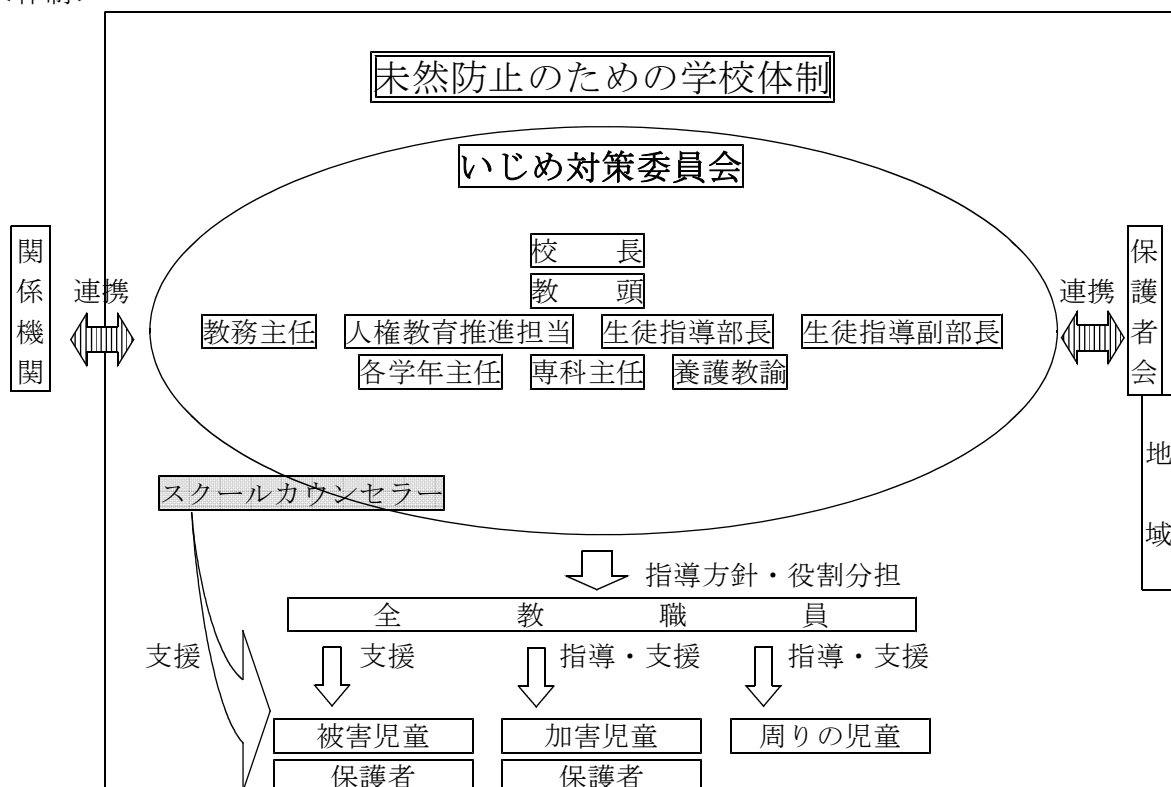 未然防止のための学校体制
いじめ対策委員会
校　　長
教　　頭
教務主任　人権教育推進担当　生徒指導部長　生徒指導副部長
各学年主任　専科主任　養護教諭
関係機関
連携
連携
保護者会
地域
スクールカウンセラー
指導方針・役割分担
全　教　職　員
支援
支援　指導・支援　指導・支援
被害児童　加害児童　周りの児童
保護者　保護者